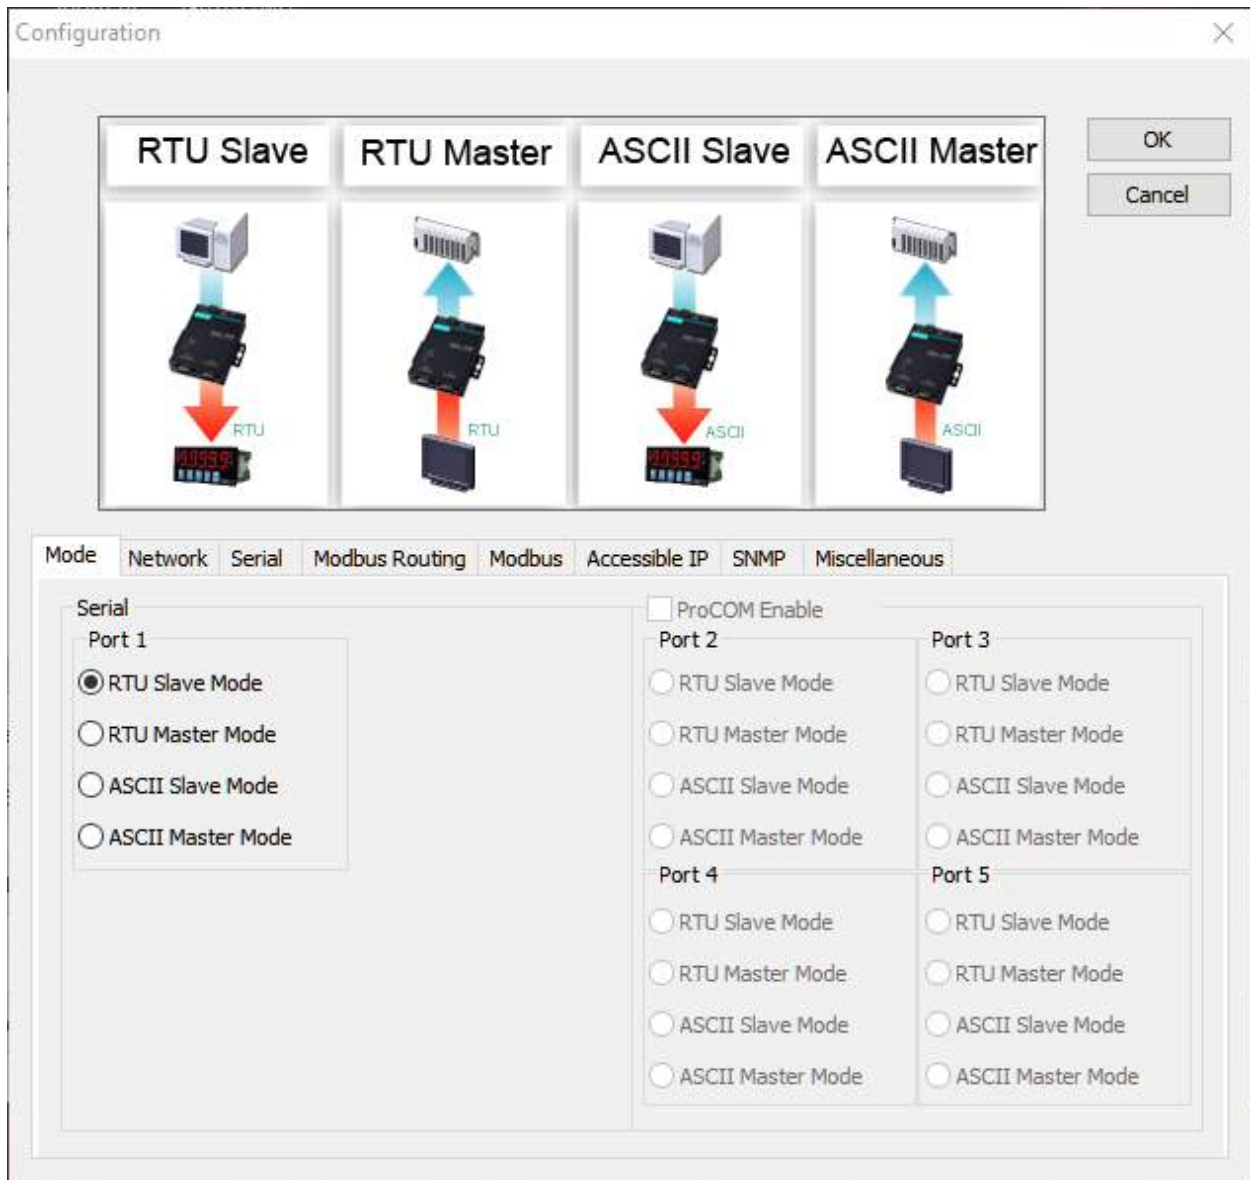 Configuration
RTU Slave RTU Master ASCII Slave ASCII Master
OK
Cancel
RTU RTU ASCII ASCII
Mode Network Serial Modbus Routing Modbus Accessible IP SNMP Miscellaneous
Serial
Port 1
RTU Slave Mode
RTU Master Mode
ASCII Slave Mode
ASCII Master Mode
ProCOM Enable
Port 2
RTU Slave Mode
RTU Master Mode
ASCII Slave Mode
ASCII Master Mode
Port 3
RTU Slave Mode
RTU Master Mode
ASCII Slave Mode
ASCII Master Mode
Port 4
RTU Slave Mode
RTU Master Mode
ASCII Slave Mode
ASCII Master Mode
Port 5
RTU Slave Mode
RTU Master Mode
ASCII Slave Mode
ASCII Master Mode